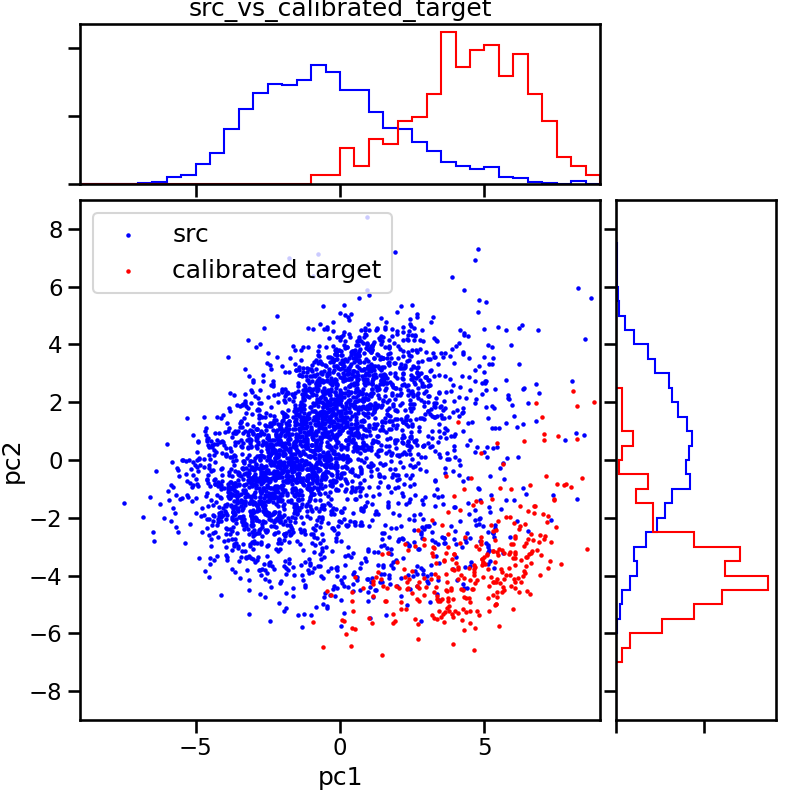 src_vs_calibrated_target
src
calibrated target
8
6
4
2
0
−2
−4
−6
−8
pc2
−5
0
5
pc1